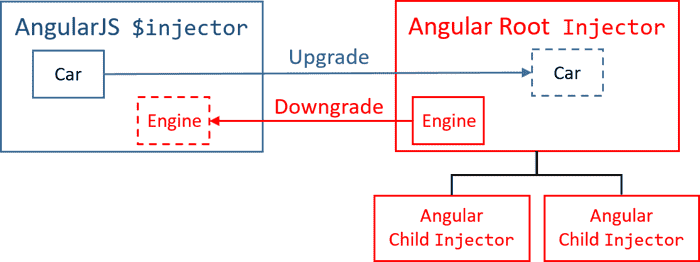 AngularJS $injector
Angular Root Injector
Car
Upgrade
Car
Engine
Downgrade
Engine
Angular
Child Injector
Angular
Child Injector